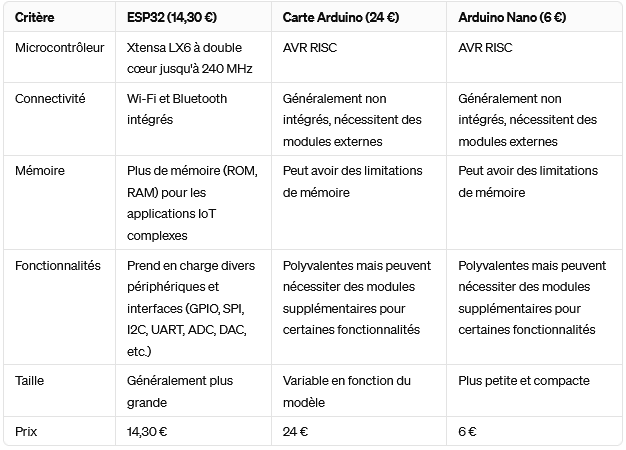 Critère ESP32 (14,30 €) Carte Arduino (24 €) Arduino Nano (6 €)
Microcontrôleur Xtensa LX6 à double AVR RISC AVR RISC
cœur jusqu'à 240 MHz
Connectivité Wi-Fi et Bluetooth Généralement non Généralement non
intégrés intégrés, nécessitent des intégrés, nécessitent des
modules externes modules externes
Mémoire Plus de mémoire (ROM, Peut avoir des limitations Peut avoir des limitations
RAM) pour les de mémoire de mémoire
applications IoT
complexes
Fonctionnalités Prend en charge divers Polyvalentes mais peuvent Polyvalentes mais peuvent
périphériques et nécessiter des modules nécessiter des modules
interfaces (GPIO, SPI, supplémentaires pour supplémentaires pour
I2C, UART, ADC, DAC, certaines fonctionnalités certaines fonctionnalités
etc.)
Taille Généralement plus Variable en fonction du Plus petite et compacte
grande modèle
Prix 14,30 € 24 € 6 €